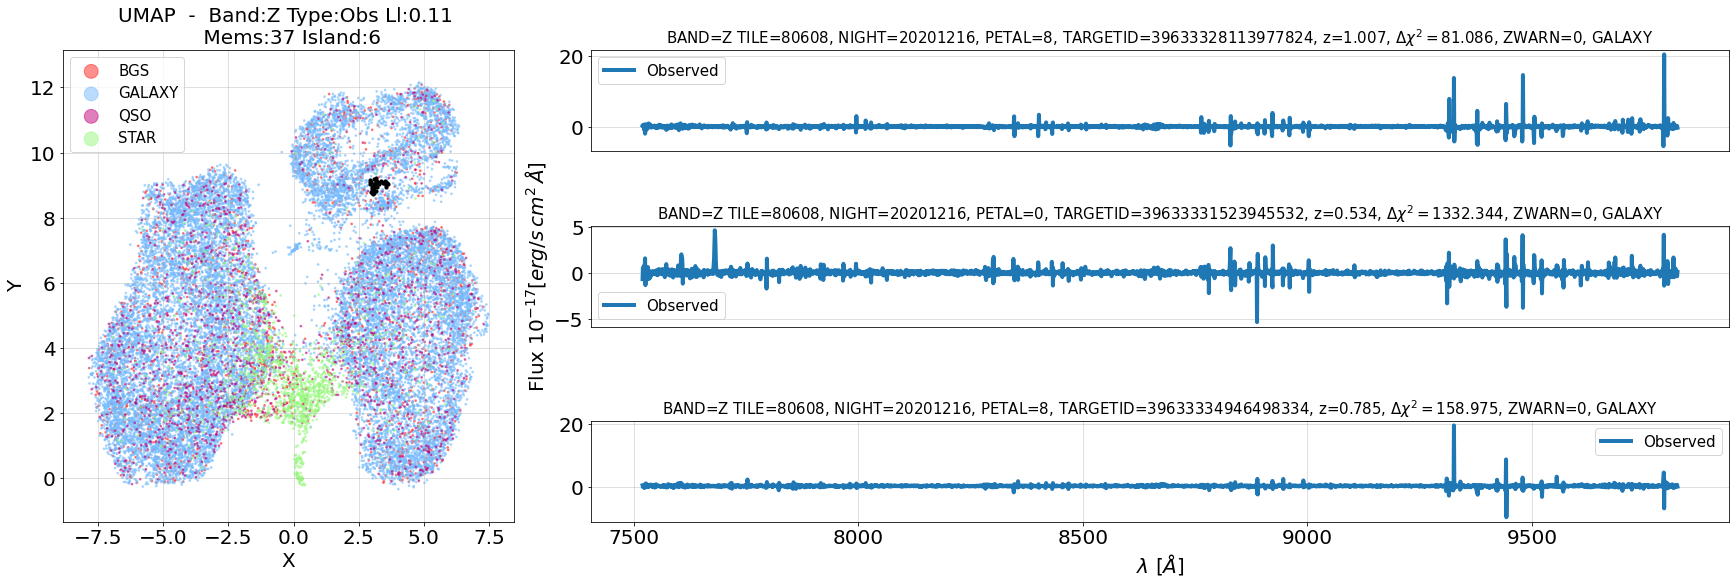 UMAP  -  Band:Z Type:Obs Ll:0.11
Mems:37 Island:6
BGS
GALAXY
QSO
STAR
12
10
8
6
4
2
0
Y
−7.5 −5.0 −2.5 0.0 2.5 5.0 7.5
X
BAND=Z TILE=80608, NIGHT=20201216, PETAL=8, TARGETID=39633328113977824, z=1.007, Δχ² = 81.086, ZWARN=0, GALAXY
Observed
20
0
BAND=Z TILE=80608, NIGHT=20201216, PETAL=0, TARGETID=39633331523945532, z=0.534, Δχ² = 1332.344, ZWARN=0, GALAXY
Observed
5
0
−5
Flux 10⁻¹⁷[erg/s cm² Å]
BAND=Z TILE=80608, NIGHT=20201216, PETAL=8, TARGETID=39633334946498334, z=0.785, Δχ² = 158.975, ZWARN=0, GALAXY
Observed
20
0
7500 8000 8500 9000 9500
λ [Å]